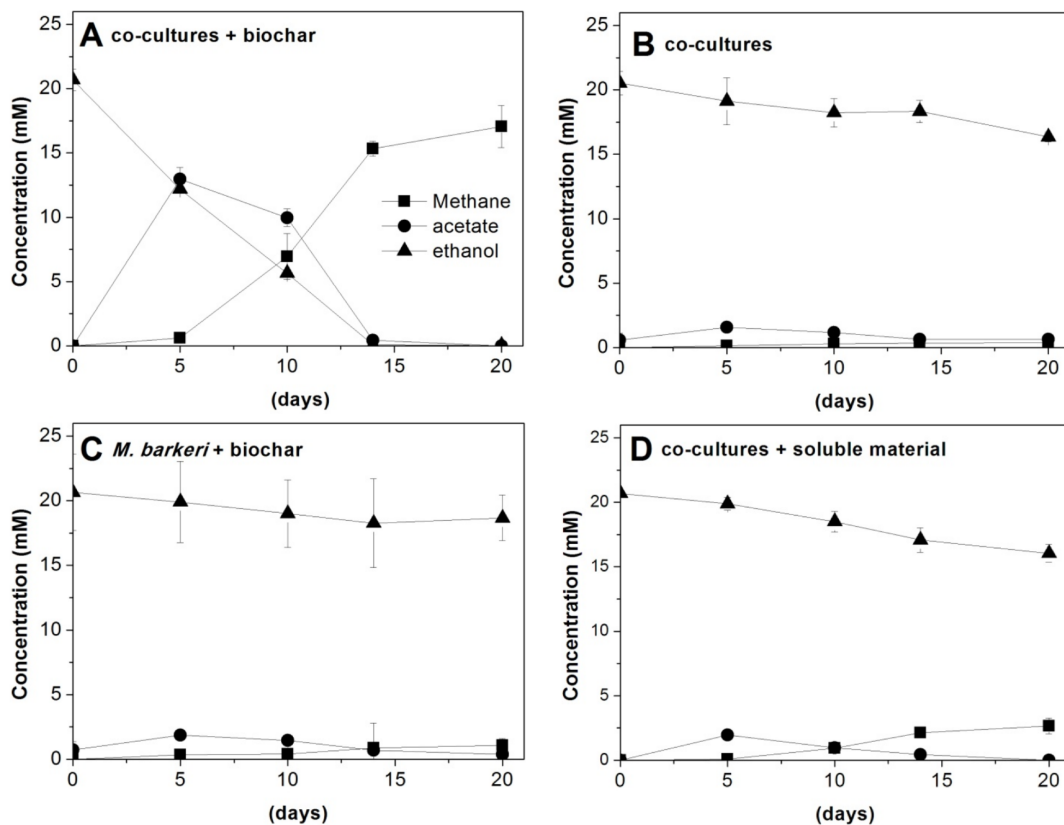 A co-cultures + biochar
25
20
15
10
5
0
Concentration (mM)
Methane
acetate
ethanol
0 5 10 15 20
(days)
B co-cultures
25
20
15
10
5
0
Concentration (mM)
0 5 10 15 20
(days)
C M. barkeri + biochar
25
20
15
10
5
0
Concentration (mM)
0 5 10 15 20
(days)
D co-cultures + soluble material
25
20
15
10
5
0
Concentration (mM)
0 5 10 15 20
(days)